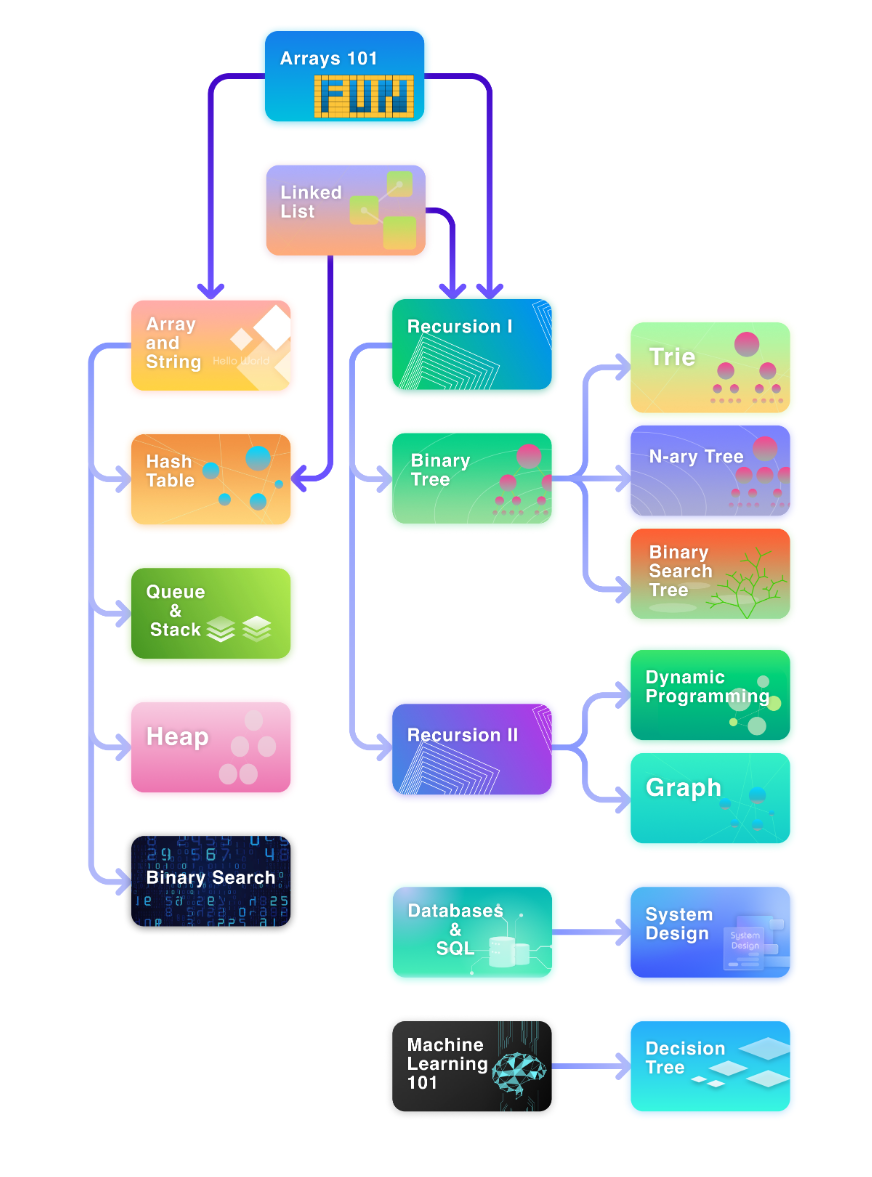 Arrays 101
FUN
Linked
List
Array
and
String
Hello World
Recursion I
Trie
Hash
Table
Binary
Tree
N-ary Tree
Binary
Search
Tree
Queue
&
Stack
Dynamic
Programming
Heap
Recursion II
Graph
Binary Search
Databases
&
SQL
System
Design
System
Design
Machine
Learning
101
Decision
Tree